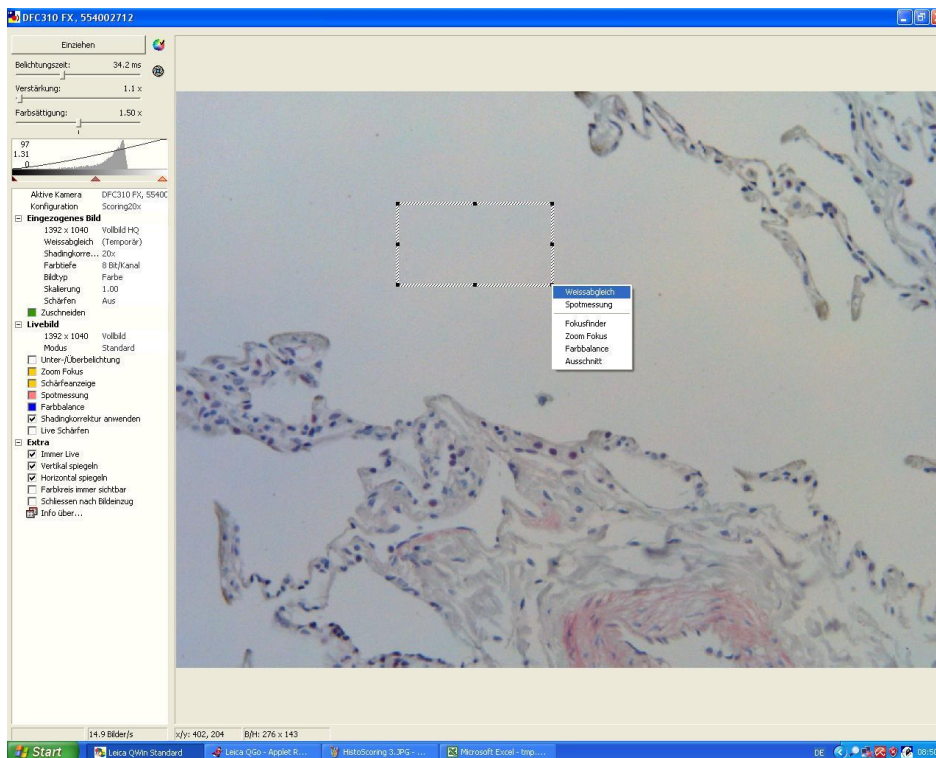 DFC310 FX, 554002712
Einziehen
Belichtungszeit: 34.2 ms
Verstärkung: 1.1 x
Farbsättigung: 1.50 x
97
1.31
0
Aktive Kamera DFC310 FX, 55400
Konfiguration Scoring20x
Eingezogenes Bild
1392 x 1040 Vollbild HQ
Weissabgleich (Temporär)
Shadingkorre... 20x
Farbtiefe 8 Bit/Kanal
Bildtyp Farbe
Skalierung 1.00
Schärfen Aus
Zuschneiden
Livebild
1392 x 1040 Vollbild
Modus Standard
Unter-/Überbelichtung
Zoom Fokus
Schärfeanzeige
Spotmessung
Farbbalance
Shadingkorrektur anwenden
Live Schärfen
Extra
Immer Live
Vertikal spiegeln
Horizontal spiegeln
Farbkreis immer sichtbar
Schliessen nach Bildeinzug
Info über...
Weissabgleich
Spotmessung
Fokusfinder
Zoom Fokus
Farbbalance
Ausschnitt
14.9 Bilder/s x/y: 402, 204 B/H: 276 x 143
Start Leica QWin Standard Leica QGo - Applet R... HistoScoring 3.JPG - ... Microsoft Excel - tmp.... DE 08:50